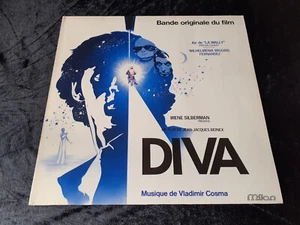 Bande originale du film
Air de "LA WALLY"
WILHELMENIA WIGGINS
FERNANDEZ
IRENE SILBERMAN
JEAN-JACQUES BEINEIX
DIVA
Musique de Vladimir Cosma
milan